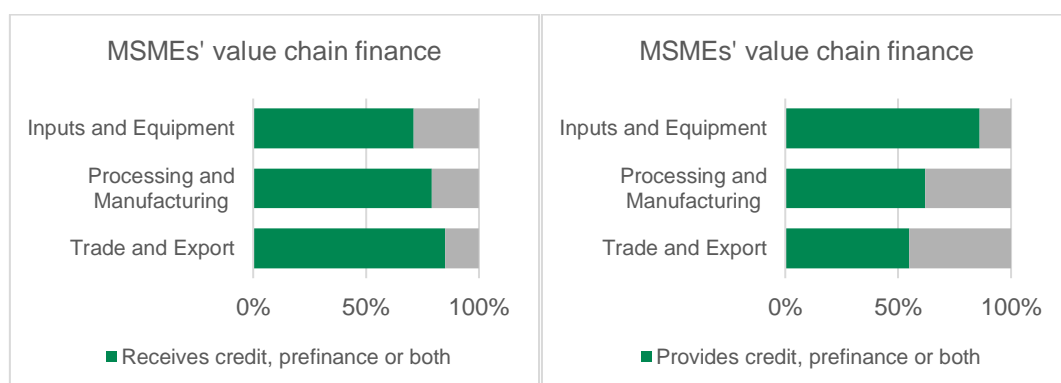 MSMEs' value chain finance
Inputs and Equipment
Processing and
Manufacturing
Trade and Export
0% 50% 100%
Receives credit, prefinance or both
MSMEs' value chain finance
Inputs and Equipment
Processing and
Manufacturing
Trade and Export
0% 50% 100%
Provides credit, prefinance or both